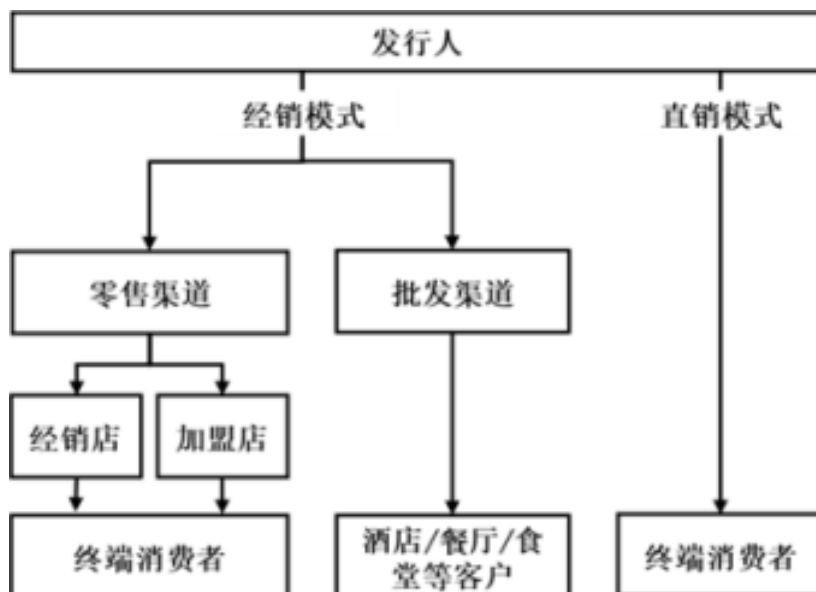 发行人
经销模式
直销模式
零售渠道
批发渠道
经销店
加盟店
终端消费者
酒店/餐厅/食
堂等客户
终端消费者